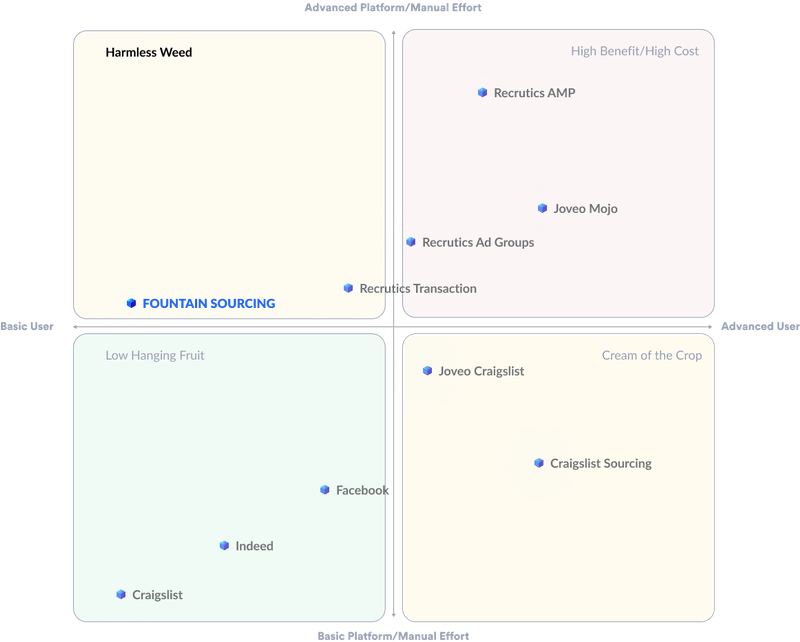 Advanced Platform/Manual Effort
Harmless Weed
High Benefit/High Cost
Recrutics AMP
Joveo Mojo
Recrutics Ad Groups
Recrutics Transaction
FOUNTAIN SOURCING
Basic User
Advanced User
Low Hanging Fruit
Cream of the Crop
Joveo Craigslist
Craigslist Sourcing
Facebook
Indeed
Craigslist
Basic Platform/Manual Effort